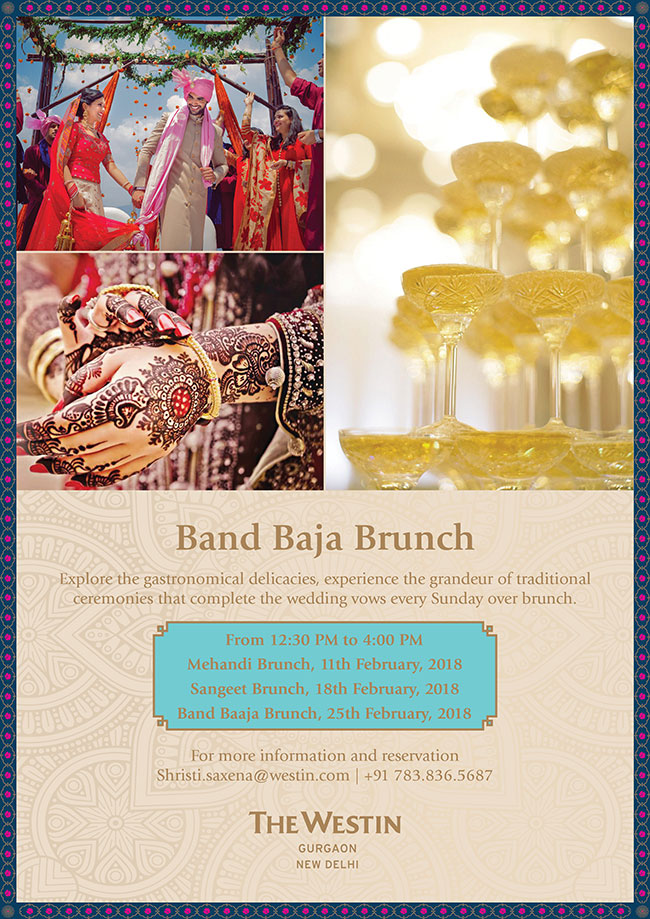 Band Baja Brunch
Explore the gastronomical delicacies, experience the grandeur of traditional
ceremonies that complete the wedding vows every Sunday over brunch.
From 12:30 PM to 4:00 PM
Mehandi Brunch, 11th February, 2018
Sangeet Brunch, 18th February, 2018
Band Baaja Brunch, 25th February, 2018
For more information and reservation
Shristi.saxena@westin.com | +91 783.836.5687
THE WESTIN
GURGAON
NEW DELHI